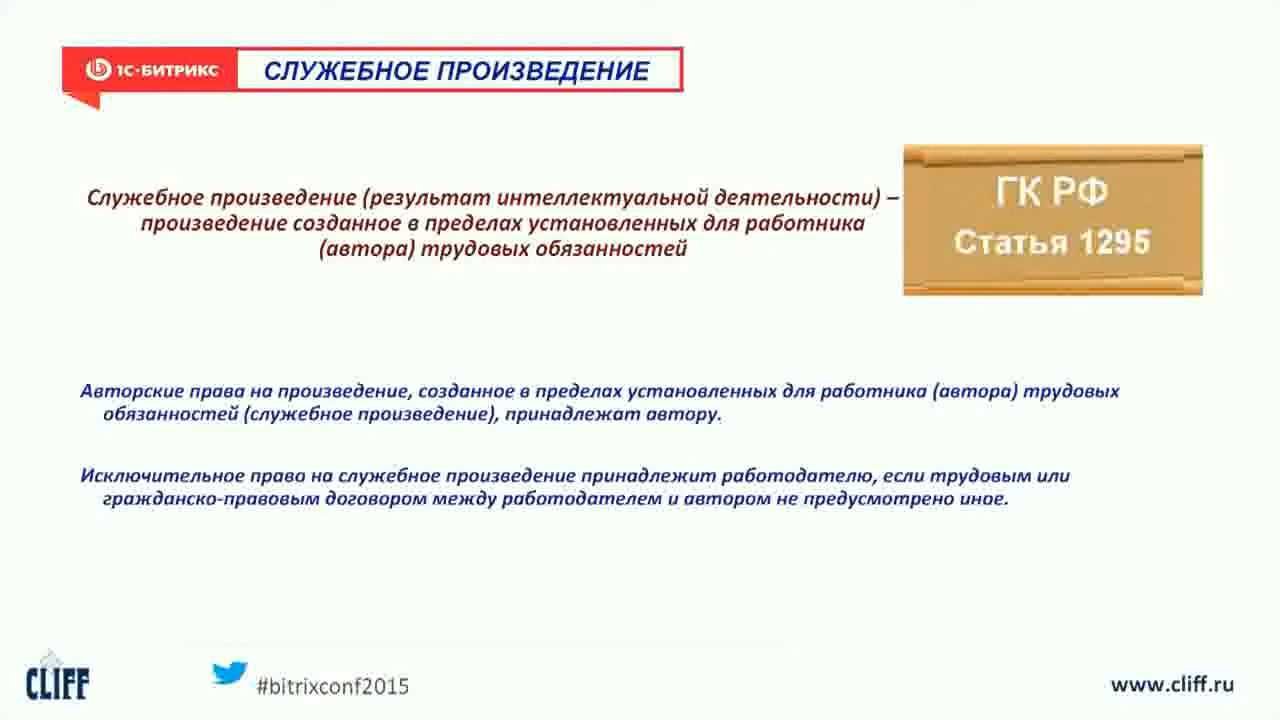 1С-БИТРИКС
СЛУЖЕБНОЕ ПРОИЗВЕДЕНИЕ
Служебное произведение (результат интеллектуальной деятельности) –
произведение созданное в пределах установленных для работника
(автора) трудовых обязанностей
ГК РФ
Статья 1295
Авторские права на произведение, созданное в пределах установленных для работника (автора) трудовых
обязанностей (служебное произведение), принадлежат автору.
Исключительное право на служебное произведение принадлежит работодателю, если трудовым или
гражданско-правовым договором между работодателем и автором не предусмотрено иное.
CLIFF
#bitrixconf2015
www.cliff.ru